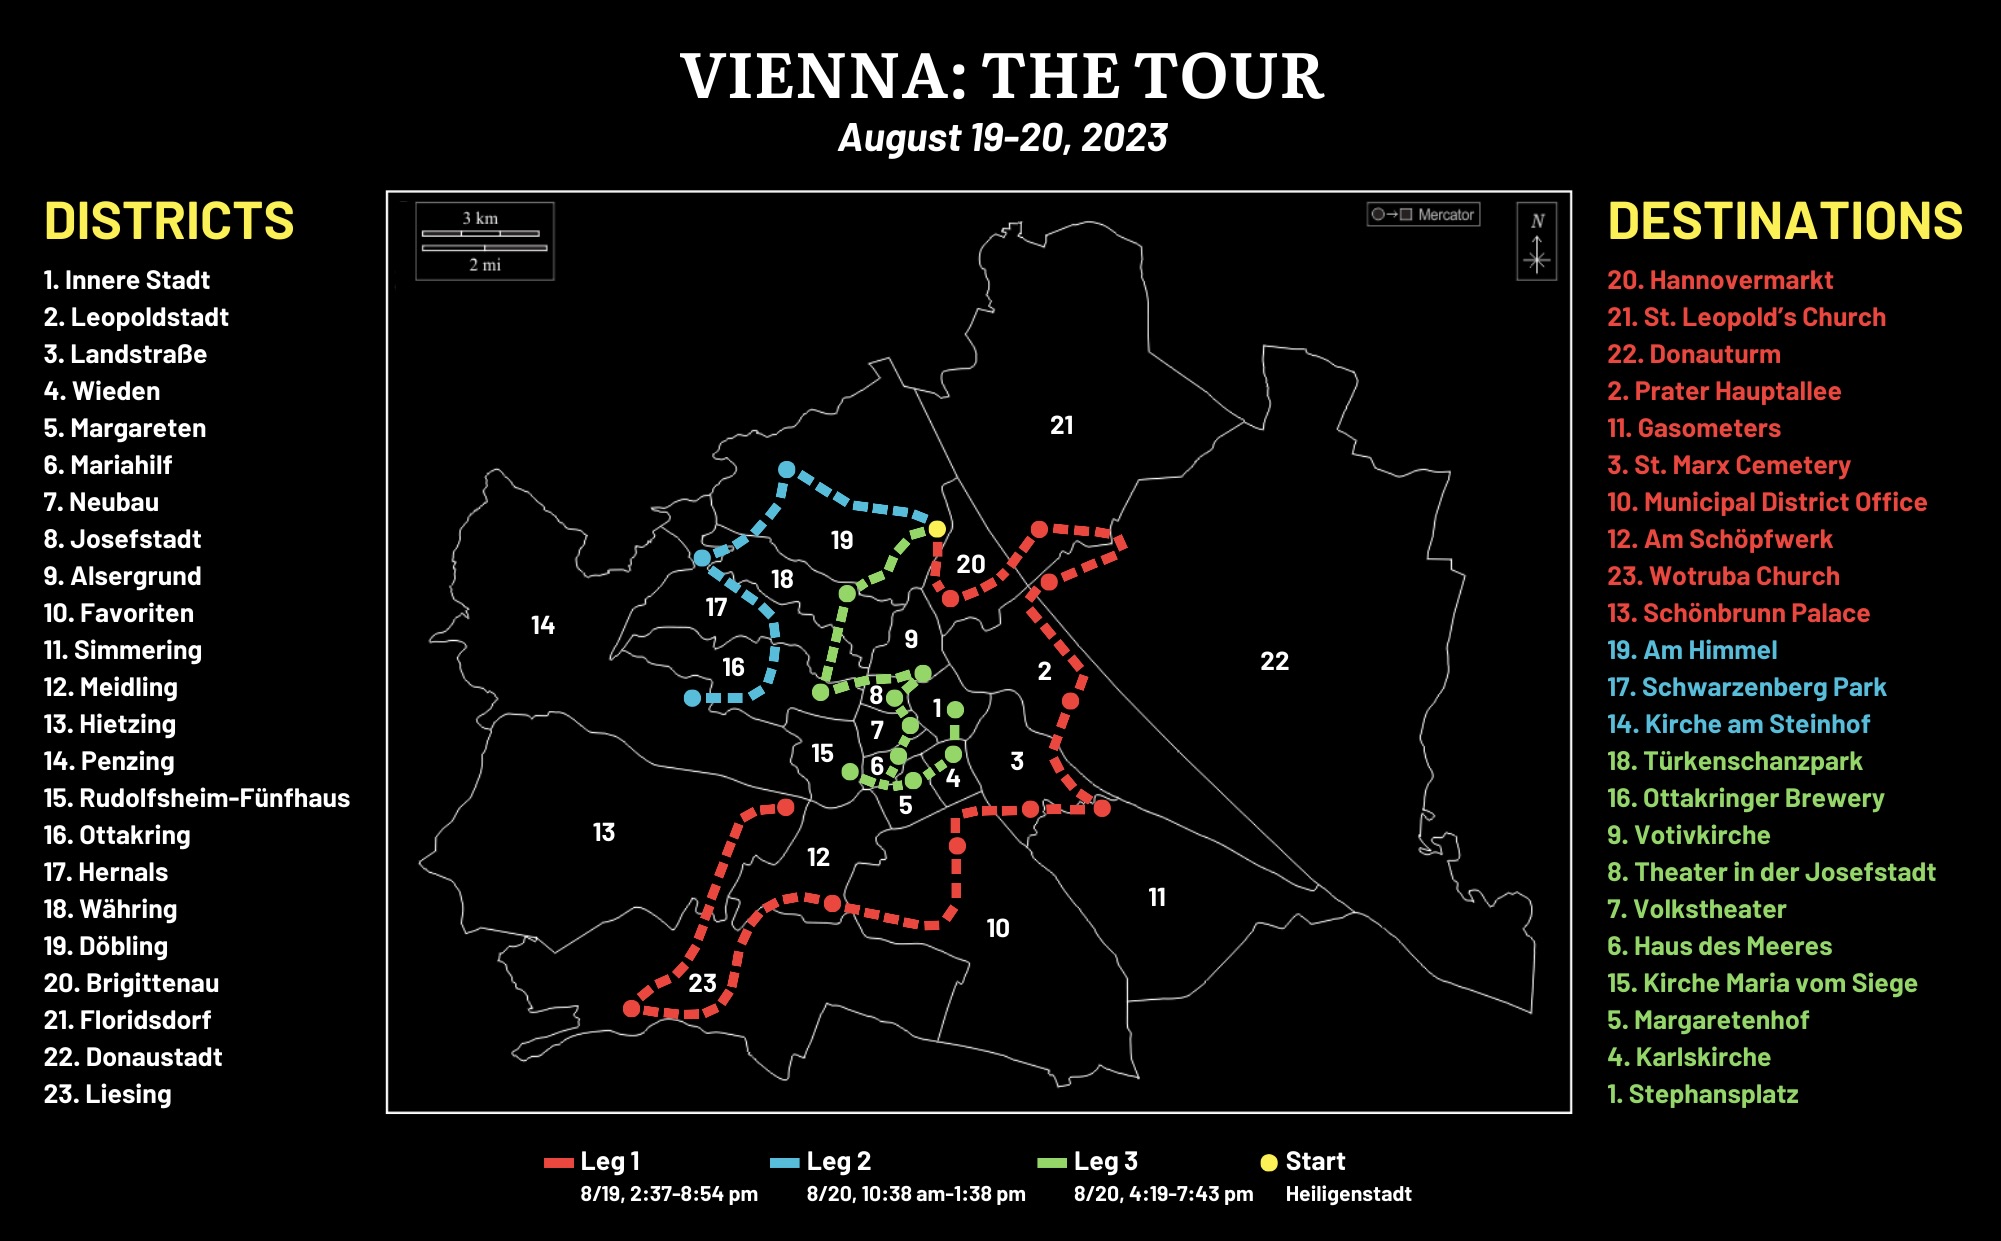 VIENNA: THE TOUR
August 19-20, 2023
DISTRICTS
1. Innere Stadt
2. Leopoldstadt
3. Landstraße
4. Wieden
5. Margareten
6. Mariahilf
7. Neubau
8. Josefstadt
9. Alsergrund
10. Favoriten
11. Simmering
12. Meidling
13. Hietzing
14. Penzing
15. Rudolfsheim-Fünfhaus
16. Ottakring
17. Hernals
18. Währing
19. Döbling
20. Brigittenau
21. Floridsdorf
22. Donaustadt
23. Liesing
3 km
2 mi
Mercator
N
21
19
20
18
17
14
9
16
22
2
8
1
7
15
3
6
4
5
13
12
11
10
23
DESTINATIONS
20. Hannovermarkt
21. St. Leopold’s Church
22. Donauturm
2. Prater Hauptallee
11. Gasometers
3. St. Marx Cemetery
10. Municipal District Office
12. Am Schöpfwerk
23. Wotruba Church
13. Schönbrunn Palace
19. Am Himmel
17. Schwarzenberg Park
14. Kirche am Steinhof
18. Türkenschanzpark
16. Ottakringer Brewery
9. Votivkirche
8. Theater in der Josefstadt
7. Volkstheater
6. Haus des Meeres
15. Kirche Maria vom Siege
5. Margaretenhof
4. Karlskirche
1. Stephansplatz
Leg 1
8/19, 2:37-8:54 pm
Leg 2
8/20, 10:38 am-1:38 pm
Leg 3
8/20, 4:19-7:43 pm
Start
Heiligenstadt